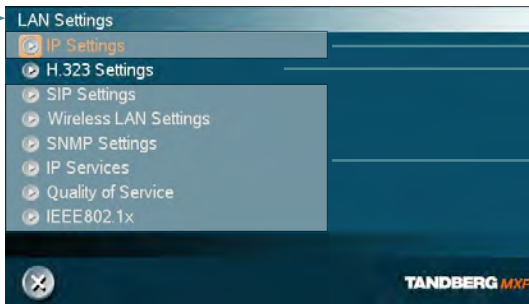 LAN Settings
IP Settings
H.323 Settings
SIP Settings
Wireless LAN Settings
SNMP Settings
IP Services
Quality of Service
IEEE802.1x
TANDBERG MXP